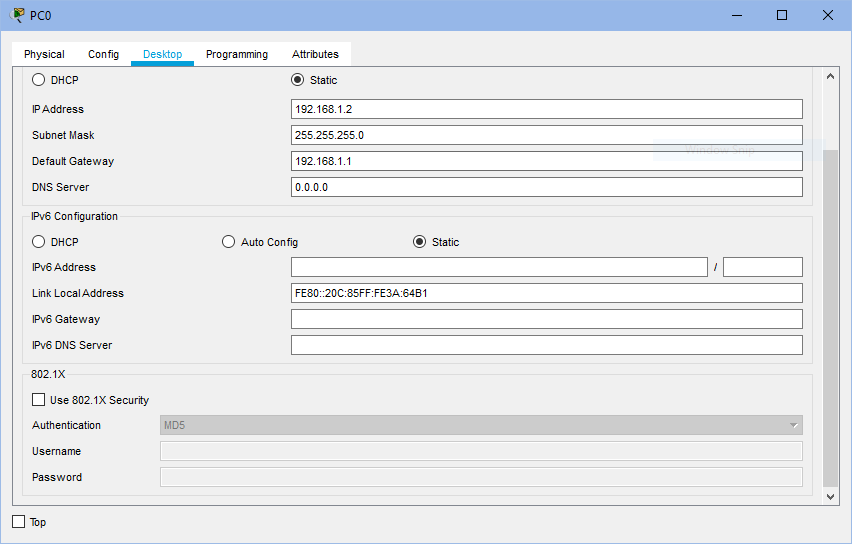 PC0
Physical Config Desktop Programming Attributes
DHCP Static
IP Address 192.168.1.2
Subnet Mask 255.255.255.0
Window Snip
Default Gateway 192.168.1.1
DNS Server 0.0.0.0
IPv6 Configuration
DHCP Auto Config Static
IPv6 Address /
Link Local Address FE80::20C:85FF:FE3A:64B1
IPv6 Gateway
IPv6 DNS Server
802.1X
Use 802.1X Security
Authentication MD5
Username
Password
Top